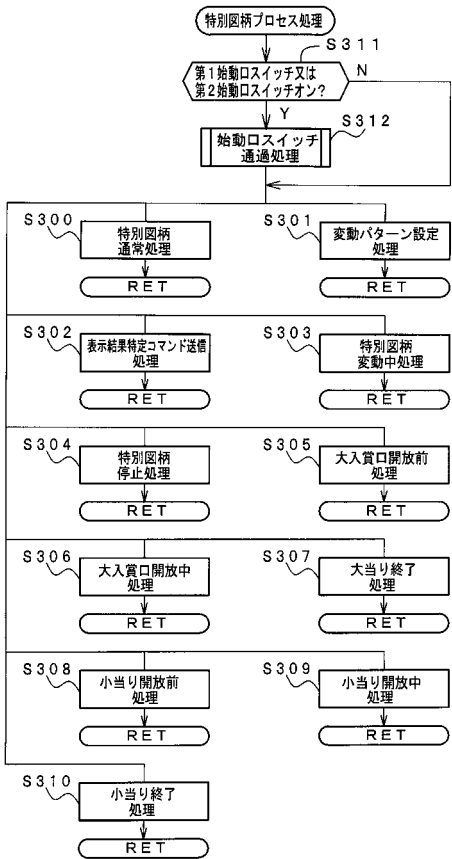 特別図柄プロセス処理
S311
第1始動口スイッチ又は
第2始動口スイッチオン?
N
Y
S312
始動口スイッチ
通過処理
S300
特別図柄
通常処理
RET
S301
変動パターン設定
処理
RET
S302
表示結果特定コマンド送信
処理
RET
S303
特別図柄
変動中処理
RET
S304
特別図柄
停止処理
RET
S305
大入賞口開放前
処理
RET
S306
大入賞口開放中
処理
RET
S307
大当り終了
処理
RET
S308
小当り開放前
処理
RET
S309
小当り開放中
処理
RET
S310
小当り終了
処理
RET